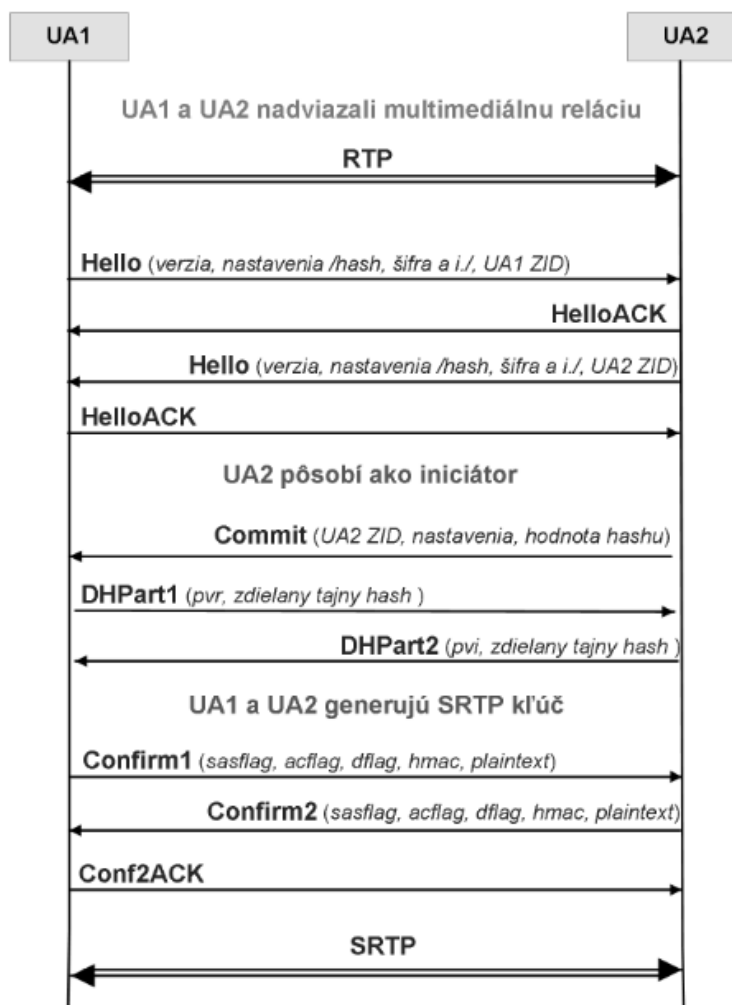 UA1 UA2
UA1 a UA2 nadviazali multimediálnu reláciu
RTP
Hello (verzia, nastavenia /hash, šifra a i./, UA1 ZID)
HelloACK
Hello (verzia, nastavenia /hash, šifra a i./, UA2 ZID)
HelloACK
UA2 pôsobí ako iniciátor
Commit (UA2 ZID, nastavenia, hodnota hashu)
DHPart1 (pvr, zdielany tajny hash )
DHPart2 (pvi, zdielany tajny hash )
UA1 a UA2 generujú SRTP kľúč
Confirm1 (sasflag, acflag, dflag, hmac, plaintext)
Confirm2 (sasflag, acflag, dflag, hmac, plaintext)
Conf2ACK
SRTP